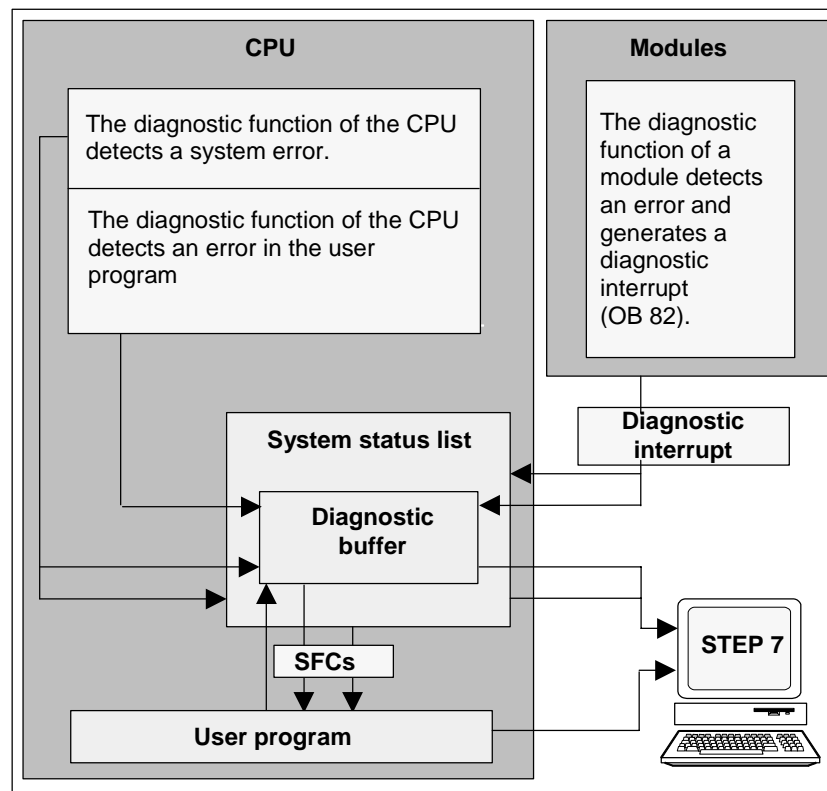 CPU
The diagnostic function of the CPU
detects a system error.
The diagnostic function of the CPU
detects an error in the user
program
Modules
The
diagnostic
function of a
module detects
an error and
generates a
diagnostic
interrupt
(OB 82).
Diagnostic
interrupt
System status list
Diagnostic
buffer
SFCs
User program
STEP 7